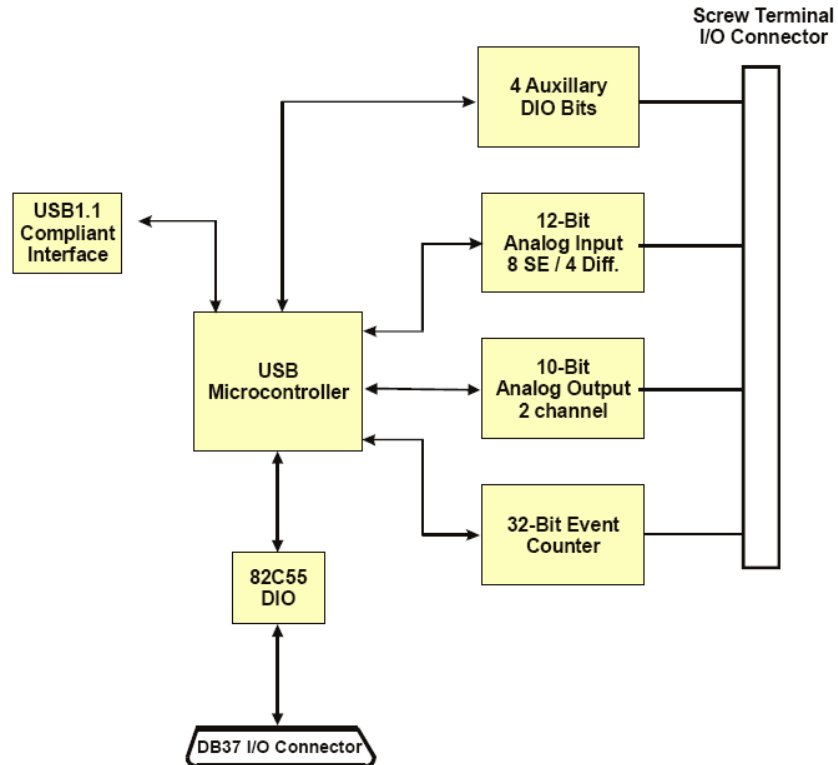 Screw Terminal
I/O Connector
4 Auxillary
DIO Bits
USB1.1
Compliant
Interface
12-Bit
Analog Input
8 SE / 4 Diff.
USB
Microcontroller
10-Bit
Analog Output
2 channel
32-Bit Event
Counter
82C55
DIO
DB37 I/O Connector